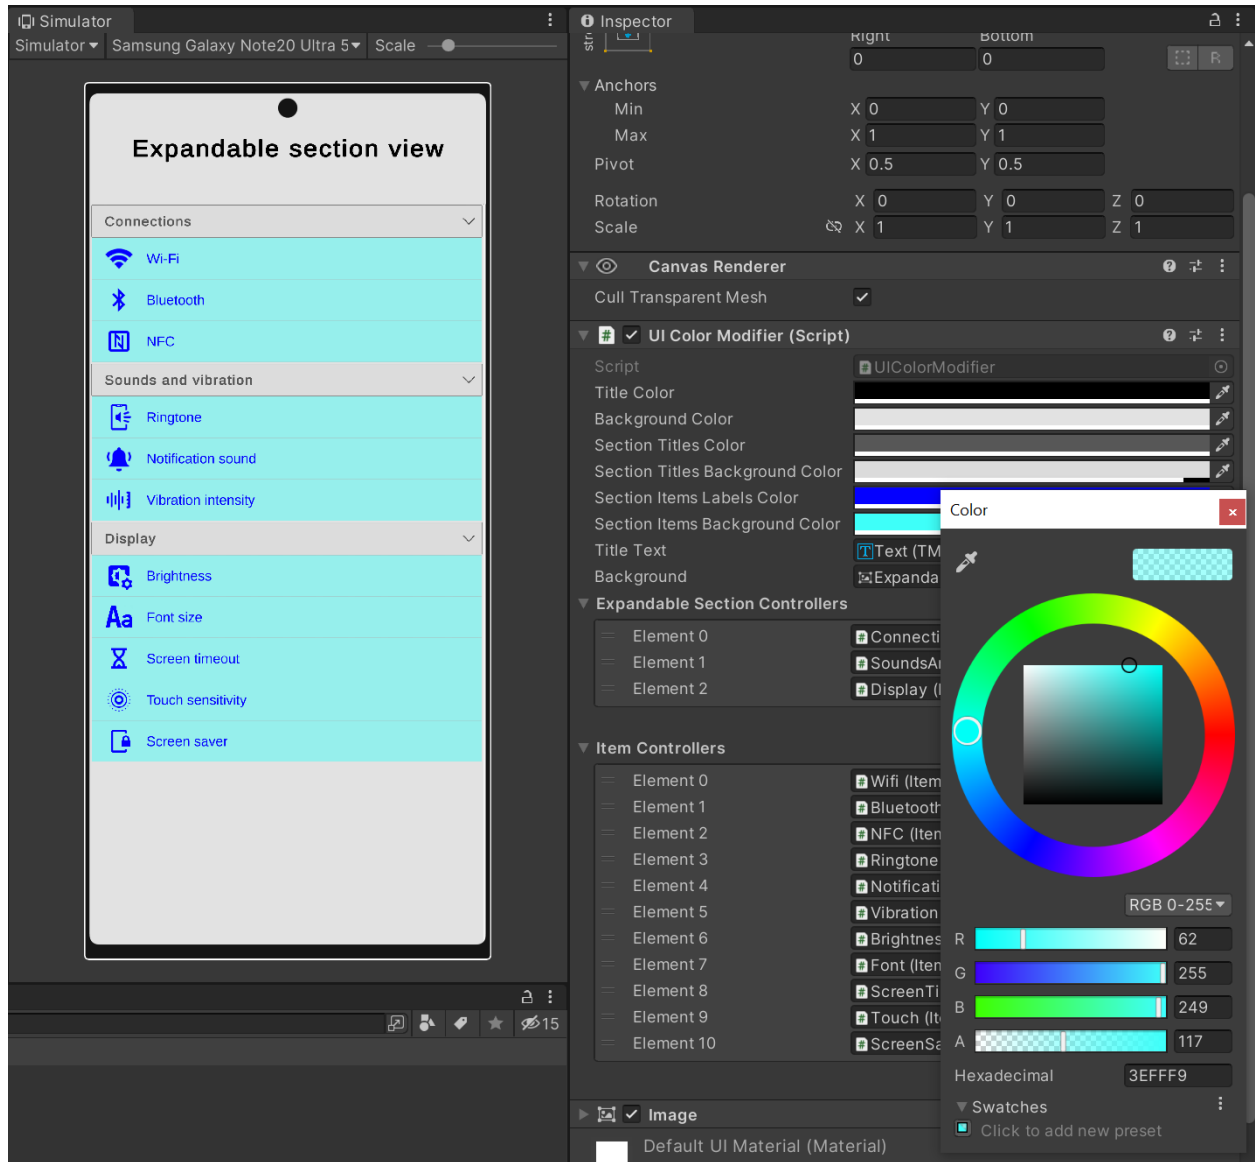 Simulator
Simulator Samsung Galaxy Note20 Ultra 5 Scale
Expandable section view
Connections
Wi-Fi
Bluetooth
NFC
Sounds and vibration
Ringtone
Notification sound
Vibration intensity
Display
Brightness
Aa Font size
Screen timeout
Touch sensitivity
Screen saver
15
Inspector
Right Bottom
0 0
R
Anchors
Min X 0 Y 0
Max X 1 Y 1
Pivot X 0.5 Y 0.5
Rotation X 0 Y 0 Z 0
Scale X 1 Y 1 Z 1
Canvas Renderer
Cull Transparent Mesh
# UI Color Modifier (Script)
Script # UIColorModifier
Title Color
Background Color
Section Titles Color
Section Titles Background Color
Section Items Labels Color
Section Items Background Color
Title Text T Text (TM
Background Expanda
Expandable Section Controllers
Element 0 # Connecti
Element 1 # SoundsA
Element 2 # Display (
Item Controllers
Element 0 # Wifi (Item
Element 1 # Bluetooth
Element 2 # NFC (Iten
Element 3 # Ringtone
Element 4 # Notificati
Element 5 # Vibration
Element 6 # Brightnes
Element 7 # Font (Iten
Element 8 # ScreenTi
Element 9 # Touch (It
Element 10 # ScreenSa
Image
Default UI Material (Material)
Color
x
RGB 0-255
R 62
G 255
B 249
A 117
Hexadecimal 3EFFF9
Swatches
Click to add new preset